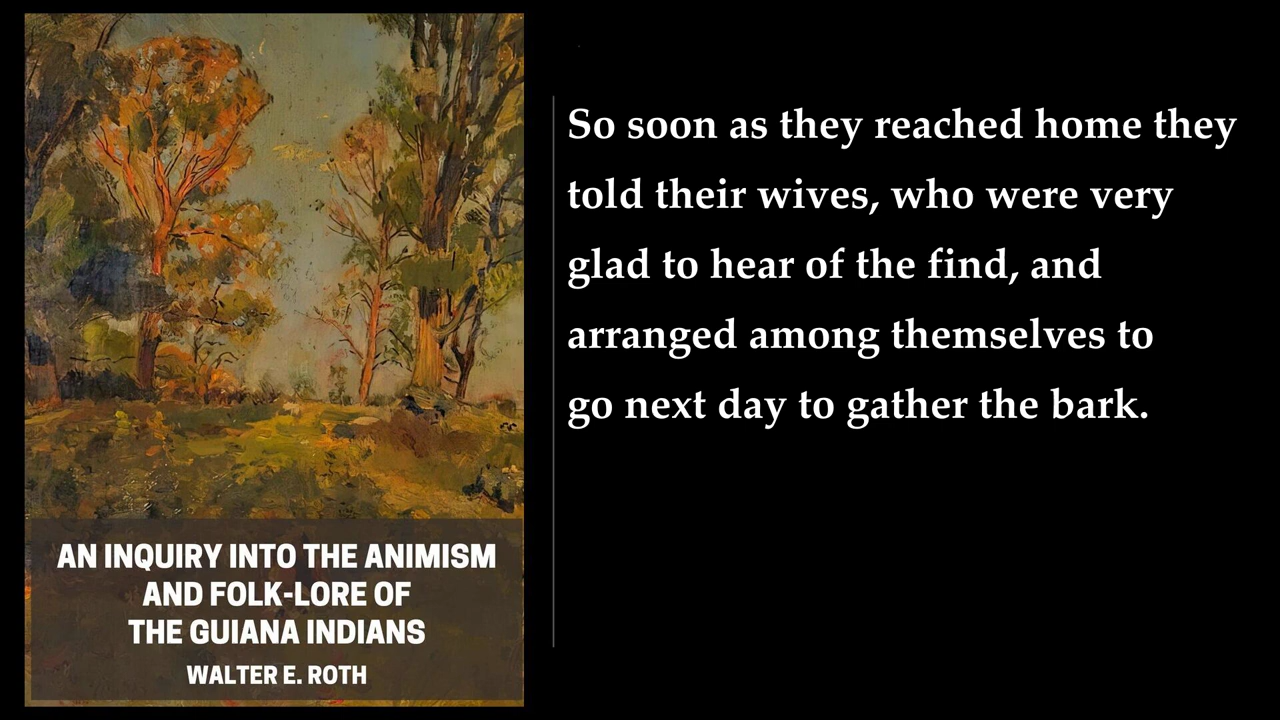 So soon as they reached home they
told their wives, who were very
glad to hear of the find, and
arranged among themselves to
go next day to gather the bark.
AN INQUIRY INTO THE ANIMISM
AND FOLK-LORE OF
THE GUIANA INDIANS
WALTER E. ROTH